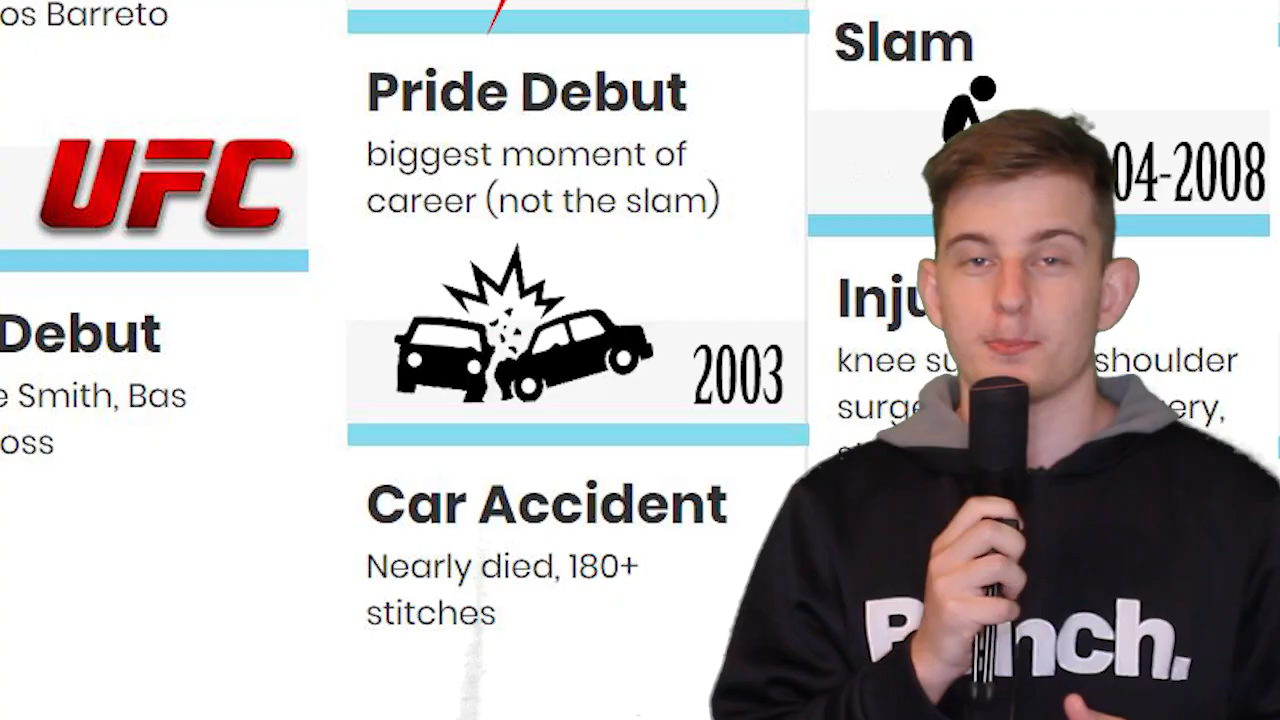 os Barreto
UFC
Debut
Smith, Bas
oss
Pride Debut
biggest moment of
career (not the slam)
2003
Car Accident
Nearly died, 180+
stitches
Slam
04-2008
Inju
knee su
shoulder
surge
ery,
B nch.